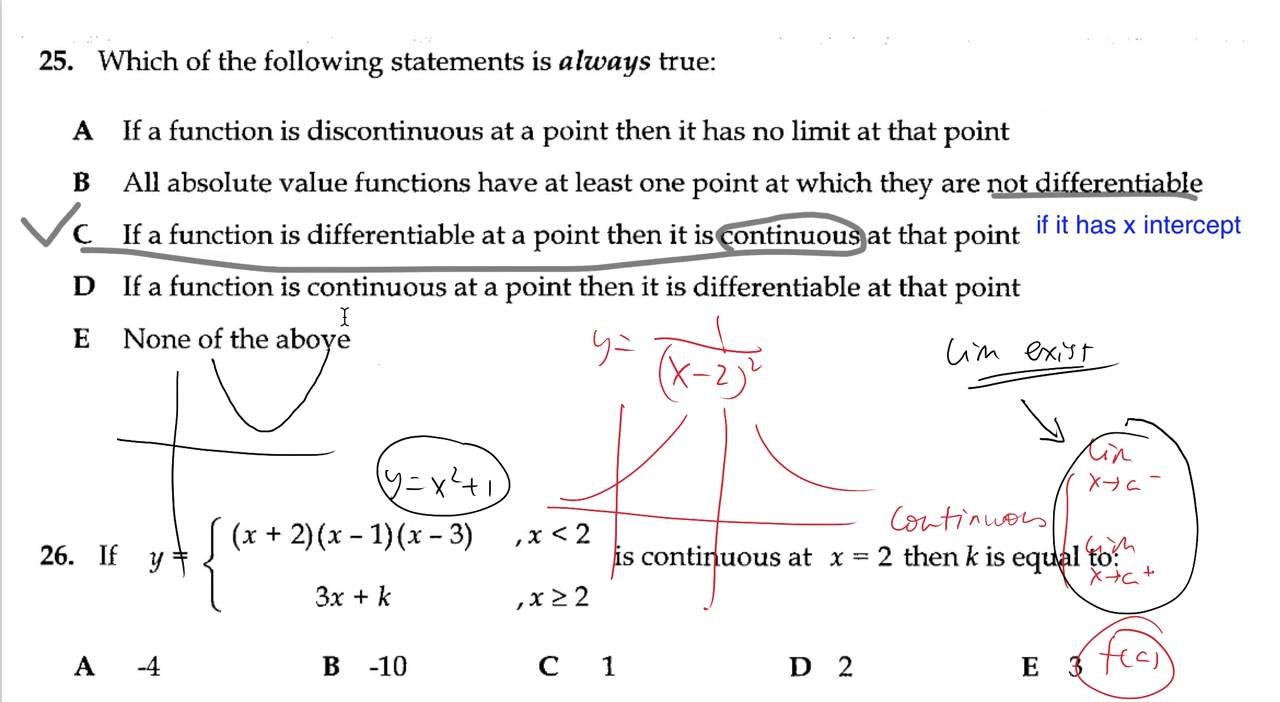 25. Which of the following statements is always true:
A If a function is discontinuous at a point then it has no limit at that point
B All absolute value functions have at least one point at which they are not differentiable
C If a function is differentiable at a point then it is continuous at that point
if it has x intercept
D If a function is continuous at a point then it is differentiable at that point
E None of the above
y = 1/(x-2)²
lim exist
y=x²+1
lim
x→c⁻
continuous
lim
x→c⁺
f(c)
26. If y = { (x + 2)(x − 1)(x − 3) , x < 2
3x + k , x ≥ 2
is continuous at x = 2 then k is equal to:
A -4 B -10 C 1 D 2 E 3